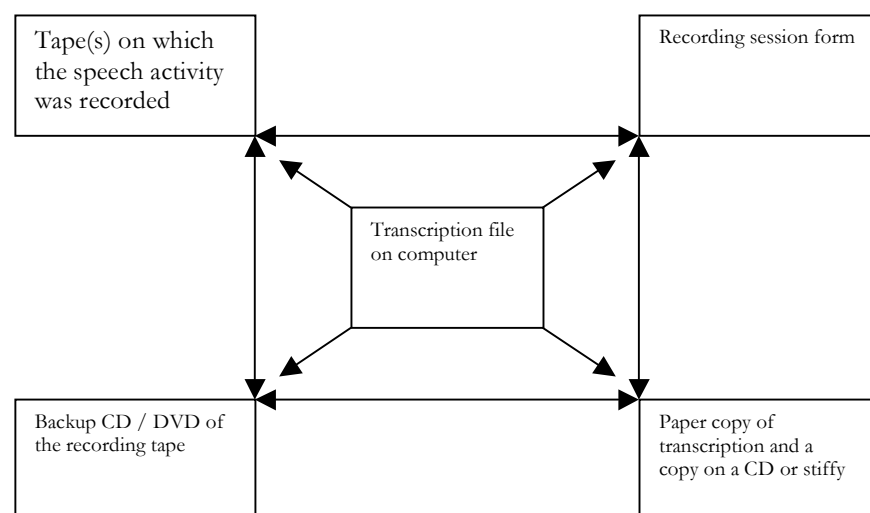 Tape(s) on which
the speech activity
was recorded
Recording session form
Transcription file
on computer
Backup CD / DVD of
the recording tape
Paper copy of
transcription and a
copy on a CD or stiffy